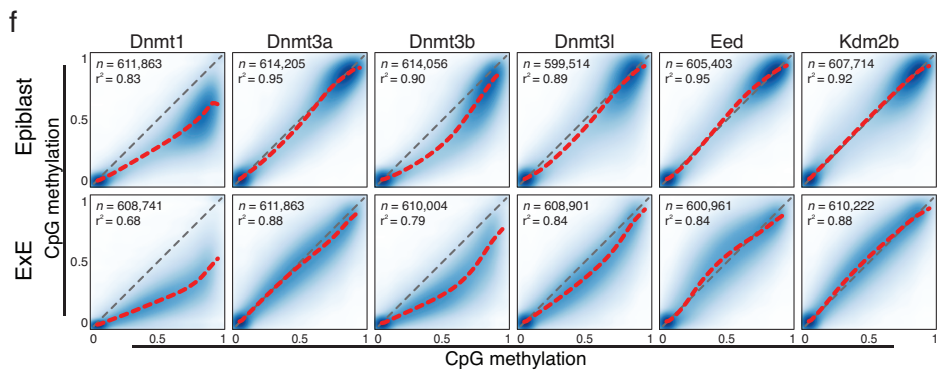 f
Dnmt1 Dnmt3a Dnmt3b Dnmt3l Eed Kdm2b
Epiblast
ExE
CpG methylation
1
0.5
0
n = 611,863
r² = 0.83
n = 614,205
r² = 0.95
n = 614,056
r² = 0.90
n = 599,514
r² = 0.89
n = 605,403
r² = 0.95
n = 607,714
r² = 0.92
1
0.5
0
n = 608,741
r² = 0.68
n = 611,863
r² = 0.88
n = 610,004
r² = 0.79
n = 608,901
r² = 0.84
n = 600,961
r² = 0.84
n = 610,222
r² = 0.88
0 0.5 1 0 0.5 1 0 0.5 1 0 0.5 1 0 0.5 1 0 0.5 1
CpG methylation